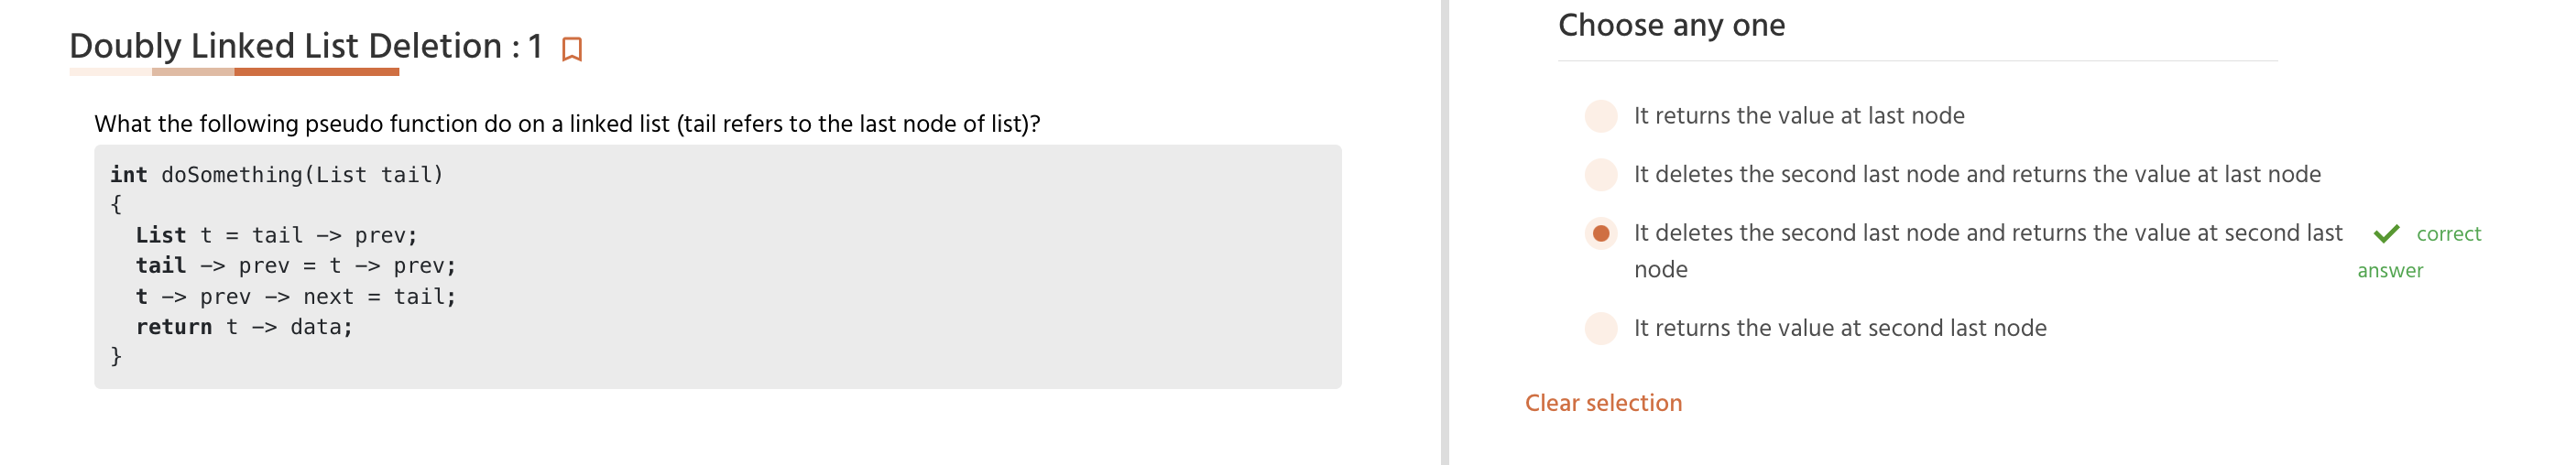 Doubly Linked List Deletion : 1
What the following pseudo function do on a linked list (tail refers to the last node of list)?
int doSomething(List tail)
{
  List t = tail -> prev;
  tail -> prev = t -> prev;
  t -> prev -> next = tail;
  return t -> data;
}
Choose any one
It returns the value at last node
It deletes the second last node and returns the value at last node
It deletes the second last node and returns the value at second last
node
correct
answer
It returns the value at second last node
Clear selection